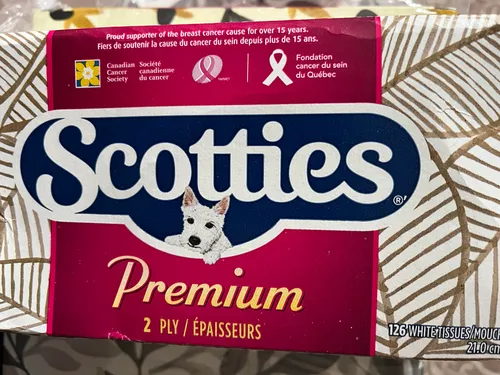 Proud supporter of the breast cancer cause for over 15 years.
Fiers de soutenir la cause du cancer du sein depuis plus de 15 ans.
Canadian Cancer Society
Société canadienne du cancer
Fondation cancer du sein du Québec
Scotties®
Premium
2 PLY / ÉPAISSEURS
126 WHITE TISSUES/MOUCH
21.0 cm